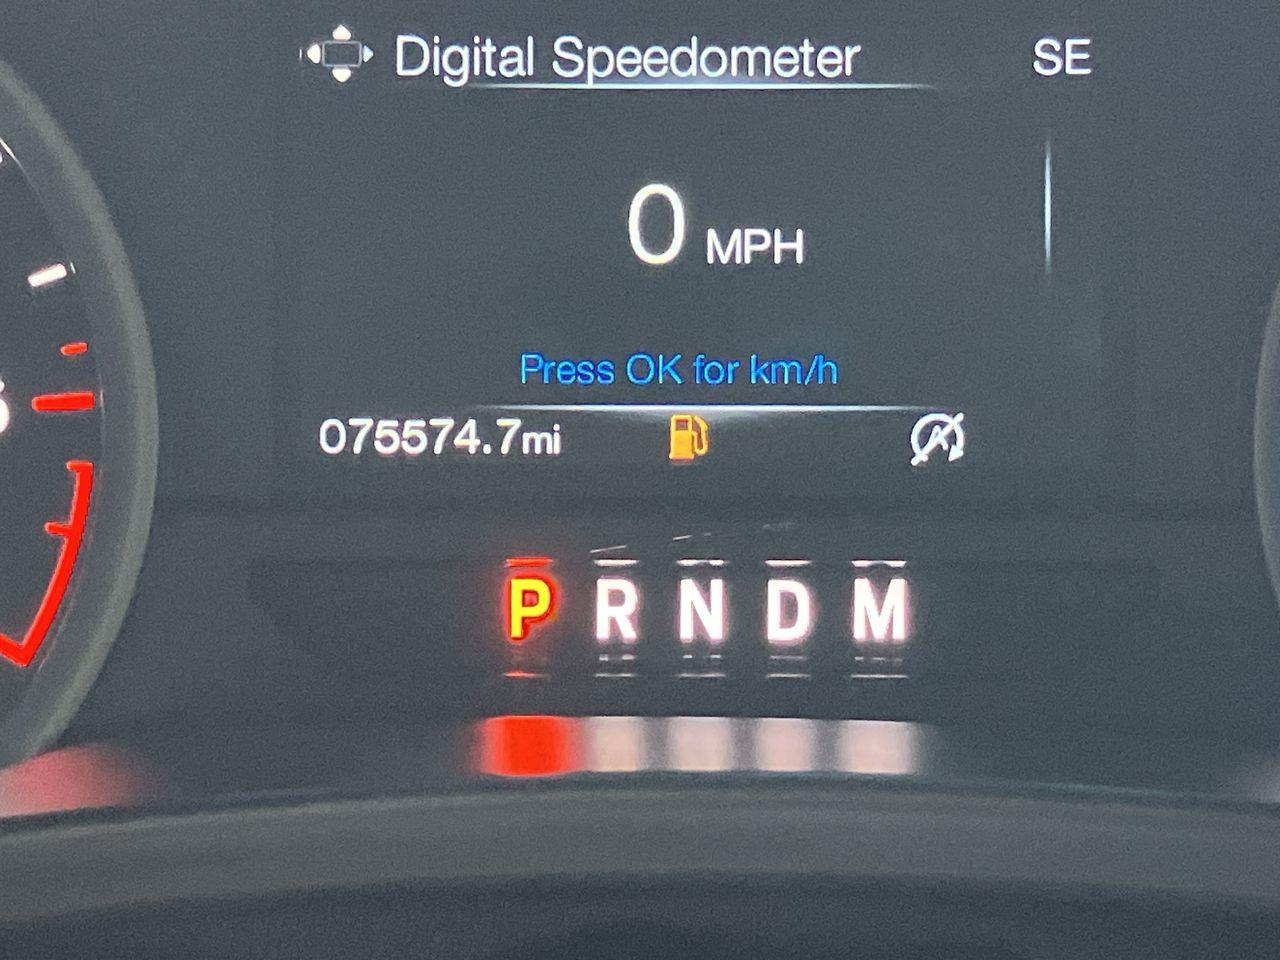 Digital Speedometer SE
0 MPH
Press OK for km/h
075574.7mi
P R N D M